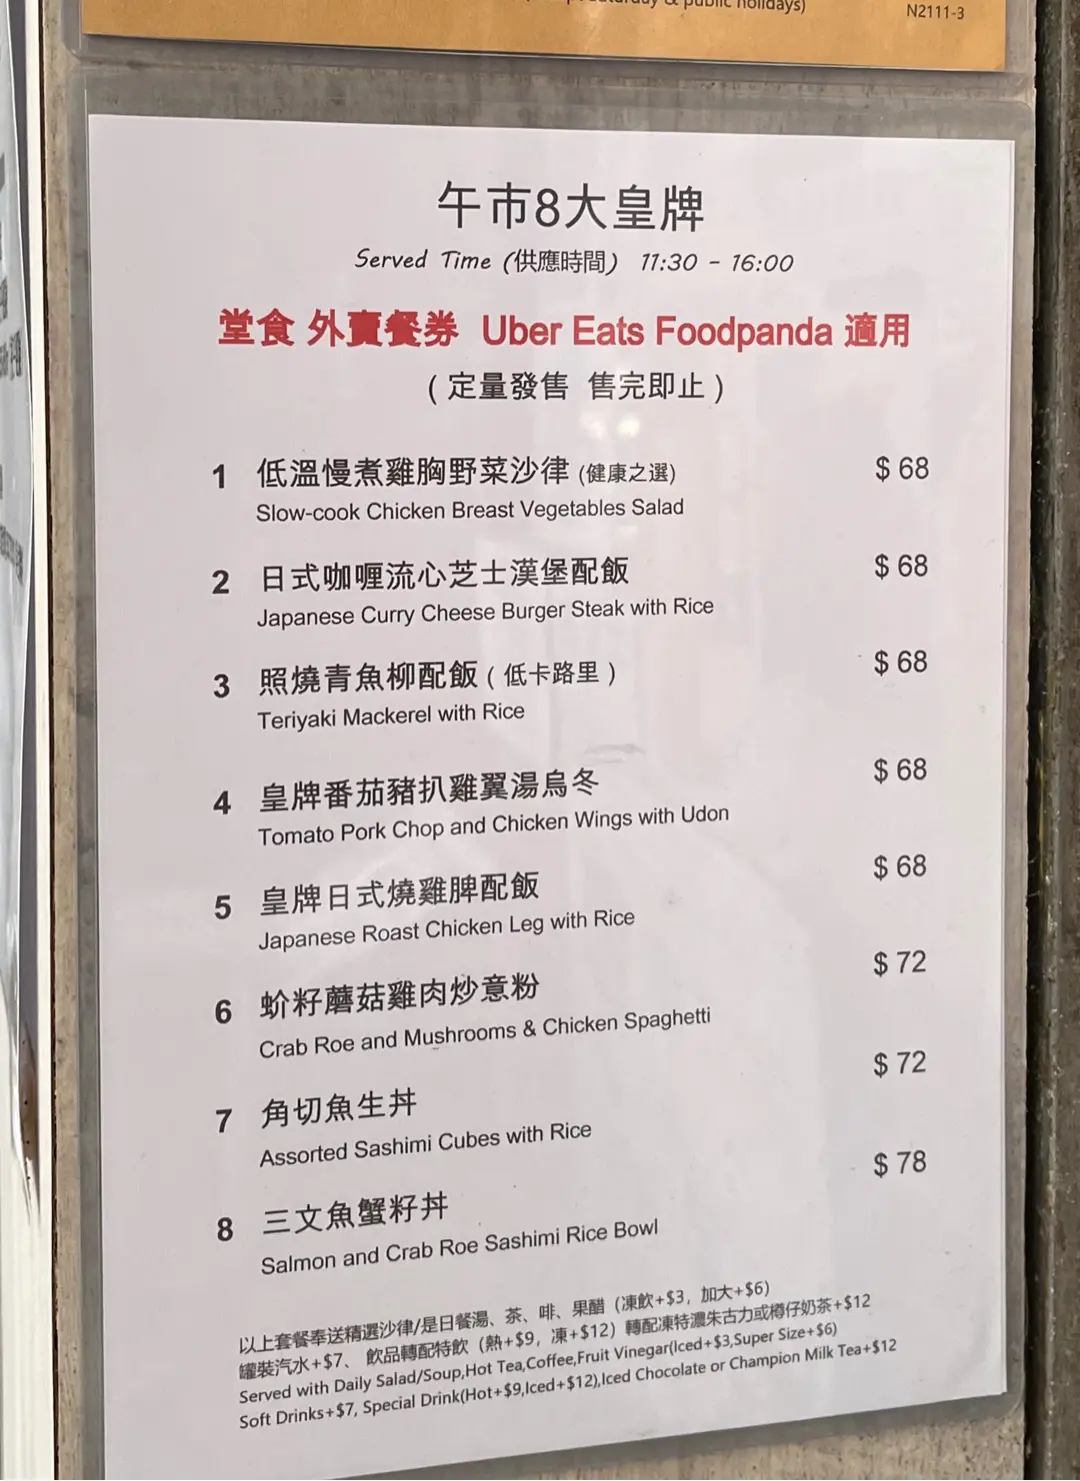 Saturday & public holidays)
N2111-3
午市8大皇牌
Served Time (供應時間) 11:30 - 16:00
堂食 外賣餐券 Uber Eats Foodpanda 適用
( 定量發售 售完即止 )
1 低溫慢煮雞胸野菜沙律 (健康之選) $ 68
Slow-cook Chicken Breast Vegetables Salad
2 日式咖喱流心芝士漢堡配飯 $ 68
Japanese Curry Cheese Burger Steak with Rice
3 照燒青魚柳配飯 ( 低卡路里 ) $ 68
Teriyaki Mackerel with Rice
4 皇牌番茄豬扒雞翼湯烏冬 $ 68
Tomato Pork Chop and Chicken Wings with Udon
5 皇牌日式燒雞脾配飯 $ 68
Japanese Roast Chicken Leg with Rice
6 蚧籽蘑菇雞肉炒意粉 $ 72
Crab Roe and Mushrooms & Chicken Spaghetti
7 角切魚生丼 $ 72
Assorted Sashimi Cubes with Rice
8 三文魚蟹籽丼 $ 78
Salmon and Crab Roe Sashimi Rice Bowl
以上套餐奉送精選沙律/是日餐湯、茶、啡、果醋（凍飲+$3，加大+$6）
罐裝汽水+$7、 飲品轉配特飲（熱+$9，凍+$12）轉配凍特濃朱古力或樽仔奶茶+$12
Served with Daily Salad/Soup,Hot Tea,Coffee,Fruit Vinegar(Iced+$3,Super Size+$6)
Soft Drinks+$7, Special Drink(Hot+$9,Iced+$12),Iced Chocolate or Champion Milk Tea+$12